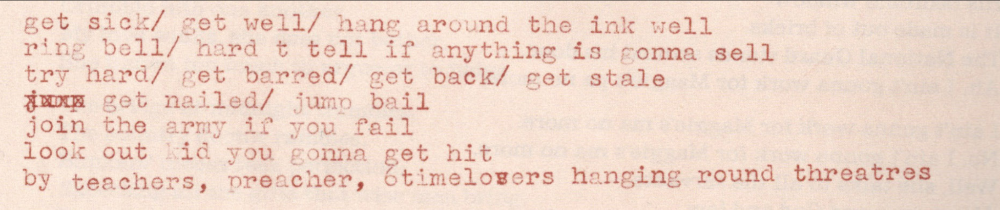 get sick/ get well/ hang around the ink well
ring bell/ hard t tell if anything is gonna sell
try hard/ get barred/ get back/ get stale
get nailed/ jump bail
join the army if you fail
look out kid you gonna get hit
by teachers, preacher, 6timelosers hanging round threatres